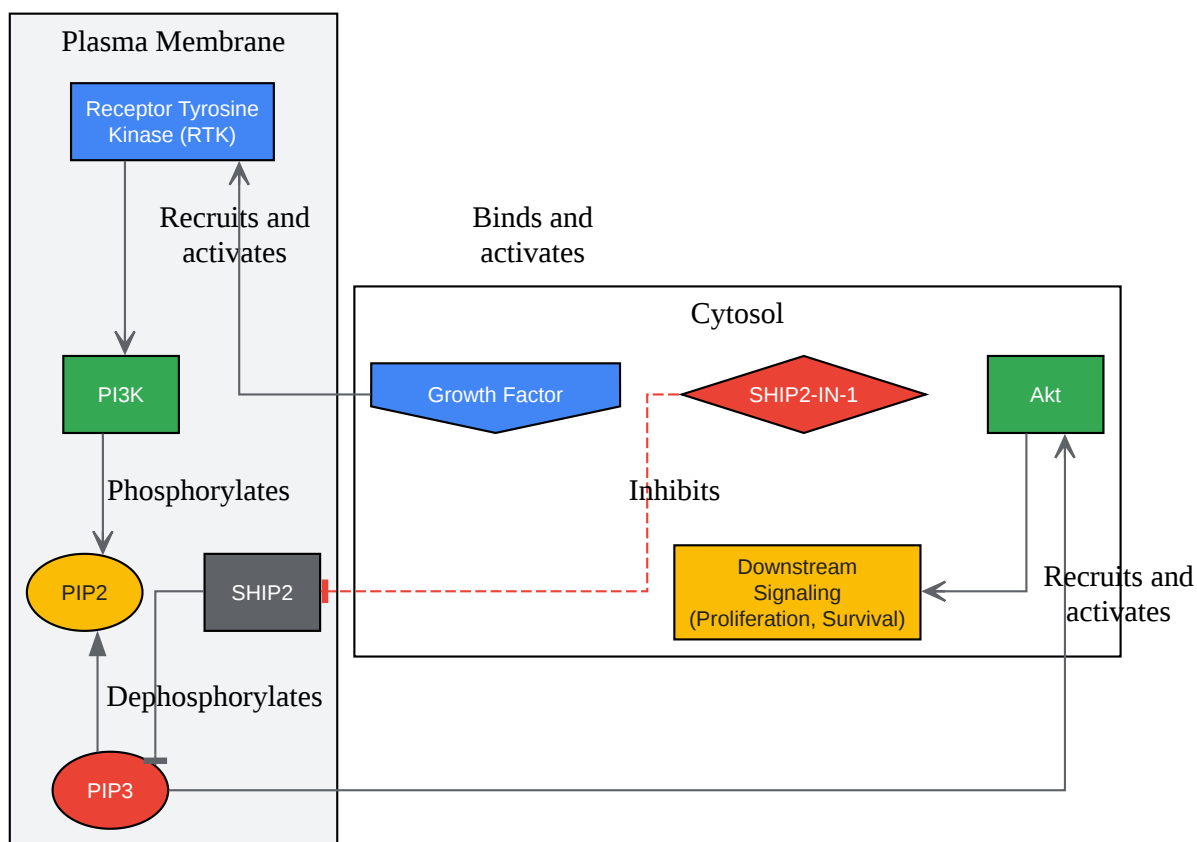 Plasma Membrane
Receptor Tyrosine
Kinase (RTK)
Recruits and
activates
Binds and
activates
Cytosol
PI3K
Growth Factor
SHIP2-IN-1
Akt
Phosphorylates
Inhibits
PIP2
SHIP2
Downstream
Signaling
(Proliferation, Survival)
Recruits and
activates
Dephosphorylates
PIP3